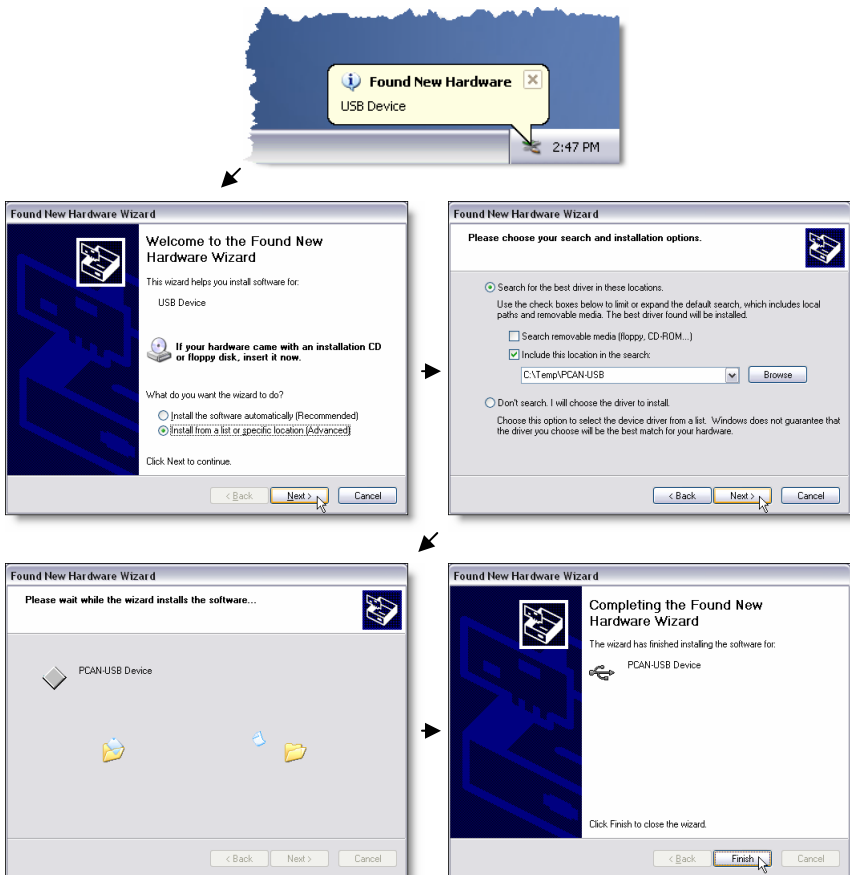 Found New Hardware
USB Device
2:47 PM
Found New Hardware Wizard
Welcome to the Found New
Hardware Wizard
This wizard helps you install software for:
USB Device
If your hardware came with an installation CD
or floppy disk, insert it now.
What do you want the wizard to do?
Install the software automatically (Recommended)
Install from a list or specific location (Advanced)
Click Next to continue.
< Back
Next >
Cancel
Found New Hardware Wizard
Please choose your search and installation options.
Search for the best driver in these locations.
Use the check boxes below to limit or expand the default search, which includes local
paths and removable media. The best driver found will be installed.
Search removable media (floppy, CD-ROM...)
Include this location in the search:
C:\Temp\PCAN-USB
Browse
Don't search. I will choose the driver to install.
Choose this option to select the device driver from a list. Windows does not guarantee that
the driver you choose will be the best match for your hardware.
< Back
Next >
Cancel
Found New Hardware Wizard
Please wait while the wizard installs the software...
PCAN-USB Device
< Back
Next >
Cancel
Found New Hardware Wizard
Completing the Found New
Hardware Wizard
The wizard has finished installing the software for:
PCAN-USB Device
Click Finish to close the wizard.
< Back
Finish
Cancel